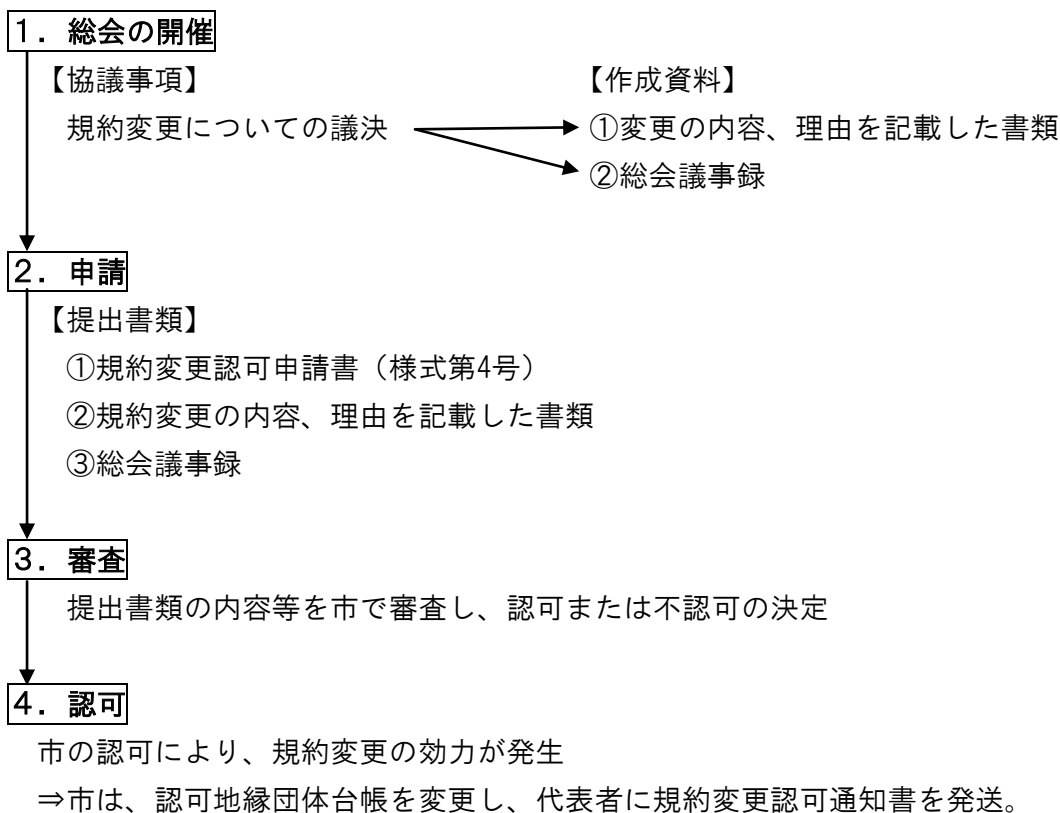 １．総会の開催
【協議事項】 【作成資料】
規約変更についての議決 ①変更の内容、理由を記載した書類
②総会議事録
２．申請
【提出書類】
①規約変更認可申請書（様式第4号）
②規約変更の内容、理由を記載した書類
③総会議事録
３．審査
提出書類の内容等を市で審査し、認可または不認可の決定
４．認可
市の認可により、規約変更の効力が発生
⇒市は、認可地縁団体台帳を変更し、代表者に規約変更認可通知書を発送。